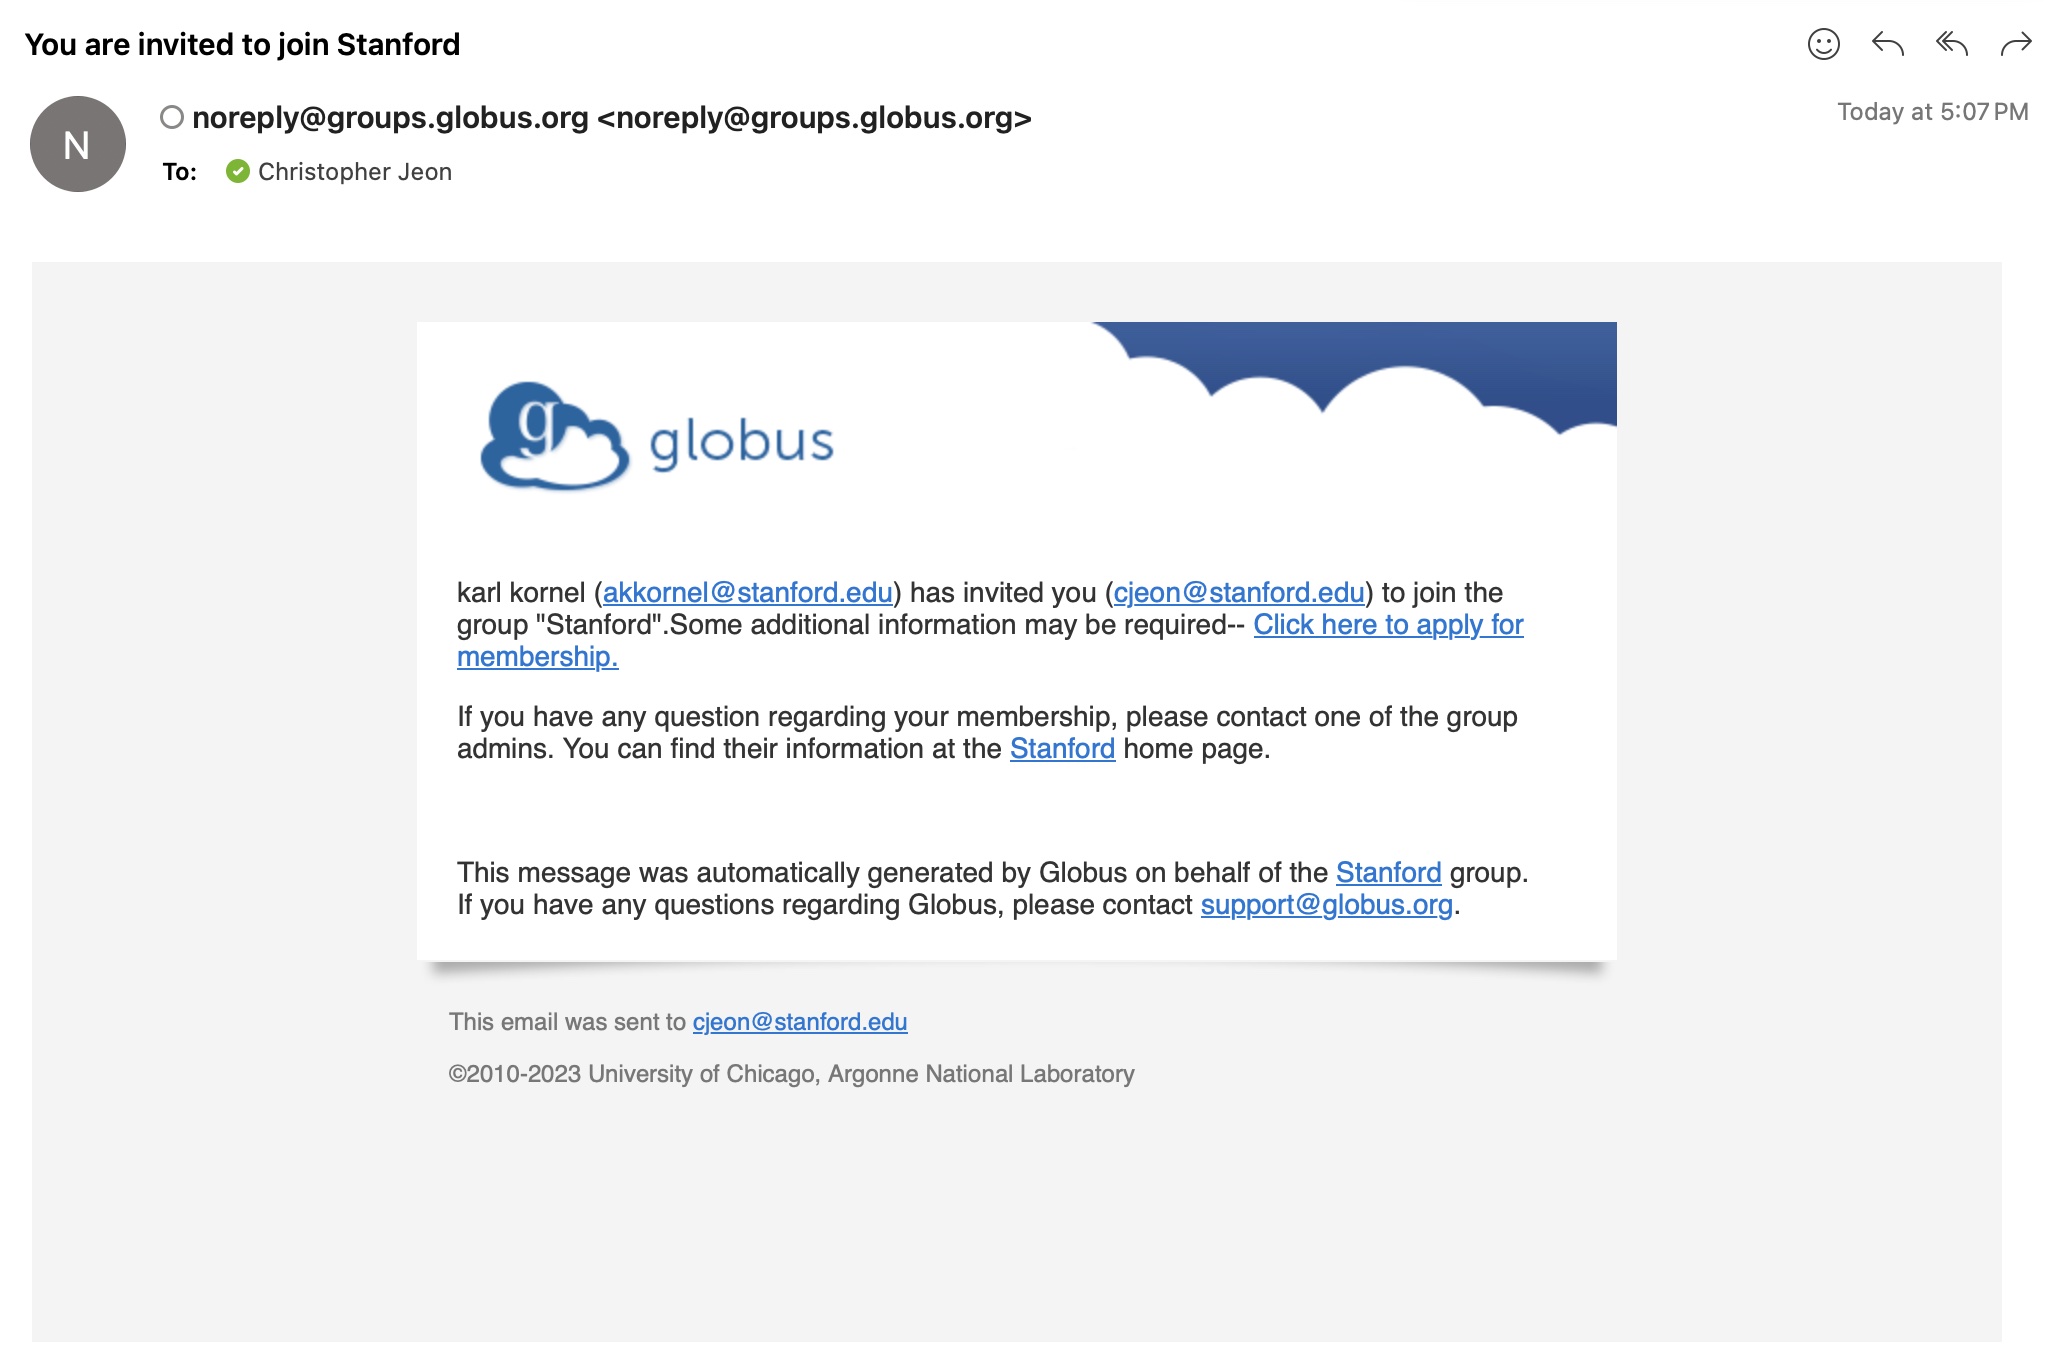 You are invited to join Stanford
N
noreply@groups.globus.org <noreply@groups.globus.org>
Today at 5:07 PM
To: Christopher Jeon
g globus
karl kornel (akkornel@stanford.edu) has invited you (cjeon@stanford.edu) to join the
group "Stanford".Some additional information may be required-- Click here to apply for
membership.
If you have any question regarding your membership, please contact one of the group
admins. You can find their information at the Stanford home page.
This message was automatically generated by Globus on behalf of the Stanford group.
If you have any questions regarding Globus, please contact support@globus.org.
This email was sent to cjeon@stanford.edu
©2010-2023 University of Chicago, Argonne National Laboratory